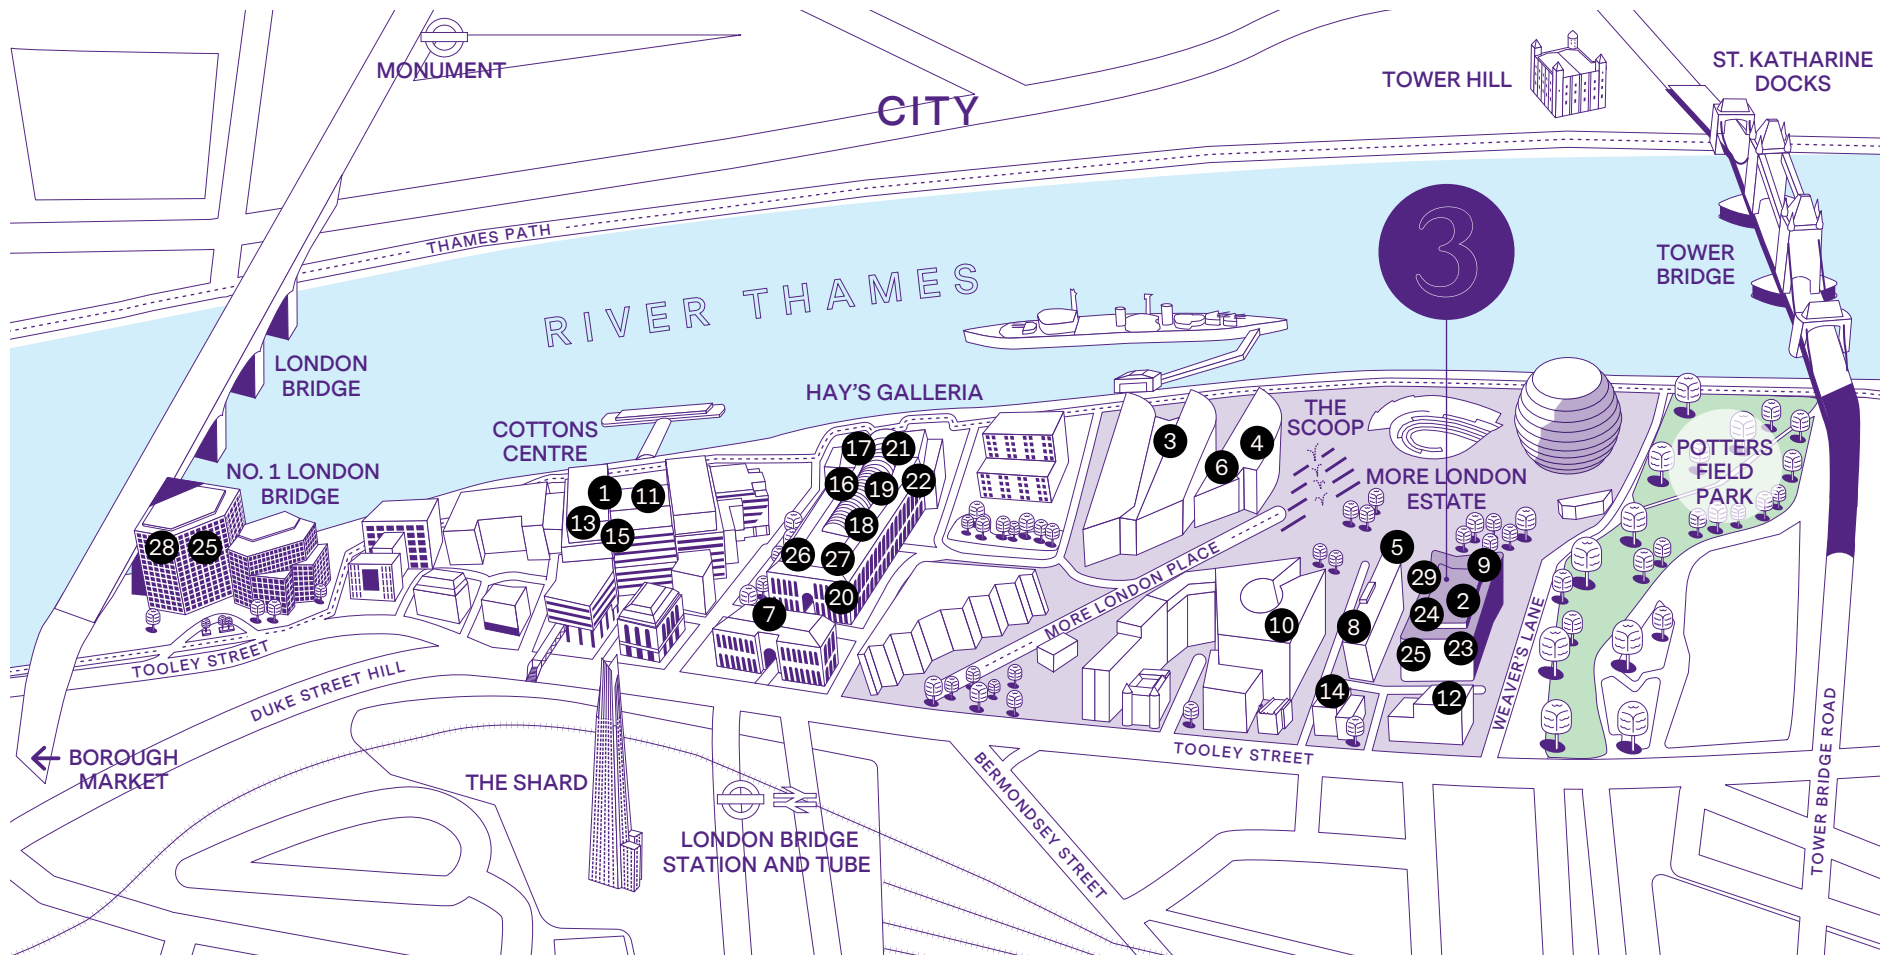 MONUMENT
CITY
TOWER HILL
ST. KATHARINE
DOCKS
THAMES PATH
RIVER THAMES
3
TOWER
BRIDGE
LONDON
BRIDGE
HAY'S GALLERIA
COTTONS
CENTRE
NO. 1 LONDON
BRIDGE
THE
SCOOP
MORE LONDON
ESTATE
POTTERS
FIELD
PARK
28
25
1
11
13
15
17
21
16
19
22
18
26
27
20
7
3
6
4
5
9
29
2
24
10
8
25
23
14
12
MORE LONDON PLACE
WEAVER'S LANE
TOOLEY STREET
DUKE STREET HILL
TOOLEY STREET
BOROUGH
MARKET
THE SHARD
LONDON BRIDGE
STATION AND TUBE
BERMONDSEY STREET
TOWER BRIDGE ROAD